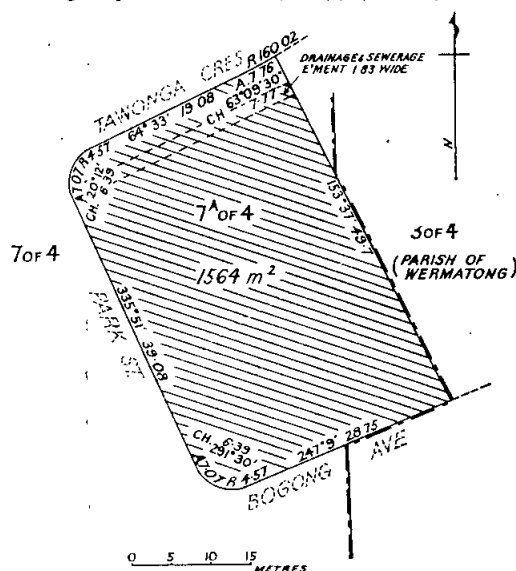 TAWONGA CRES
R 160·02
DRAINAGE & SEWERAGE
E'MENT 1·83 WIDE
64° 33'
19·08
A 7·76
CH 63°09'30"
7·77
A7·07 R 4·57
CH. 20°12'
6·39
7ᴬ OF 4
1564 m²
7 OF 4
335°51' 39·08
PARK ST.
153°37' 49·7
3 OF 4
(PARISH OF
WERMATONG)
6·39
CH. 291°30'
A7·07 R 4·57
247°9' 28·75
BOGONG AVE
N
0 5 10 15
METRES